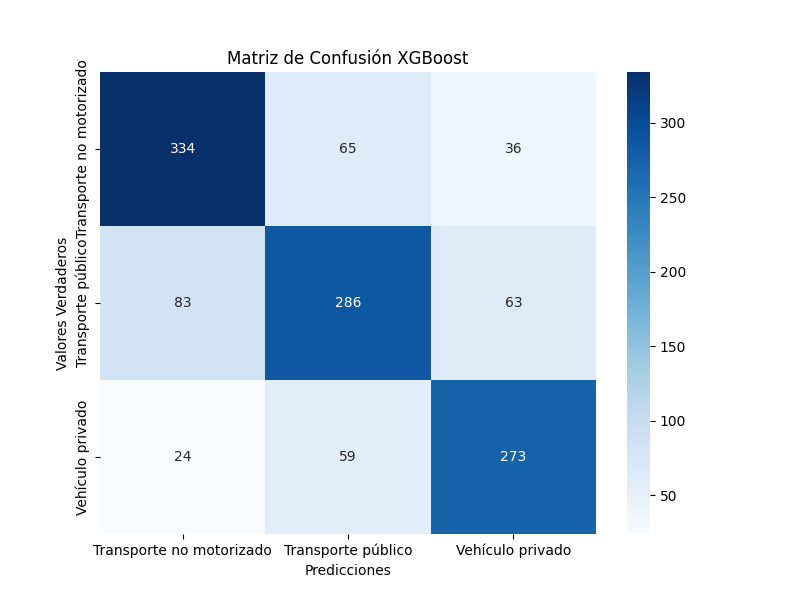 Matriz de Confusión XGBoost
Valores Verdaderos
Transporte no motorizado
Transporte público
Vehículo privado
334 65 36
83 286 63
24 59 273
Transporte no motorizado Transporte público Vehículo privado
Predicciones
300
250
200
150
100
50